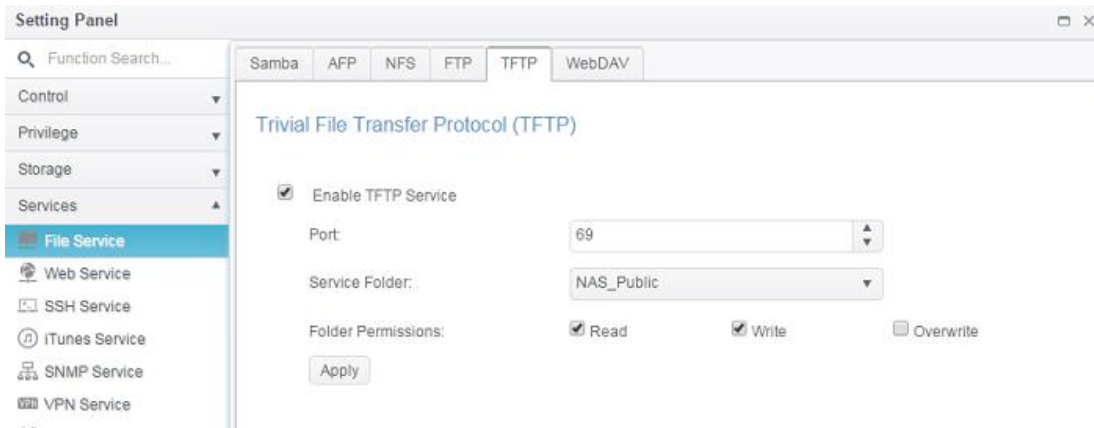 Setting Panel
Function Search...
Control
Privilege
Storage
Services
File Service
Web Service
SSH Service
iTunes Service
SNMP Service
VPN Service
Samba AFP NFS FTP TFTP WebDAV
Trivial File Transfer Protocol (TFTP)
Enable TFTP Service
Port: 69
Service Folder: NAS_Public
Folder Permissions: Read Write Overwrite
Apply